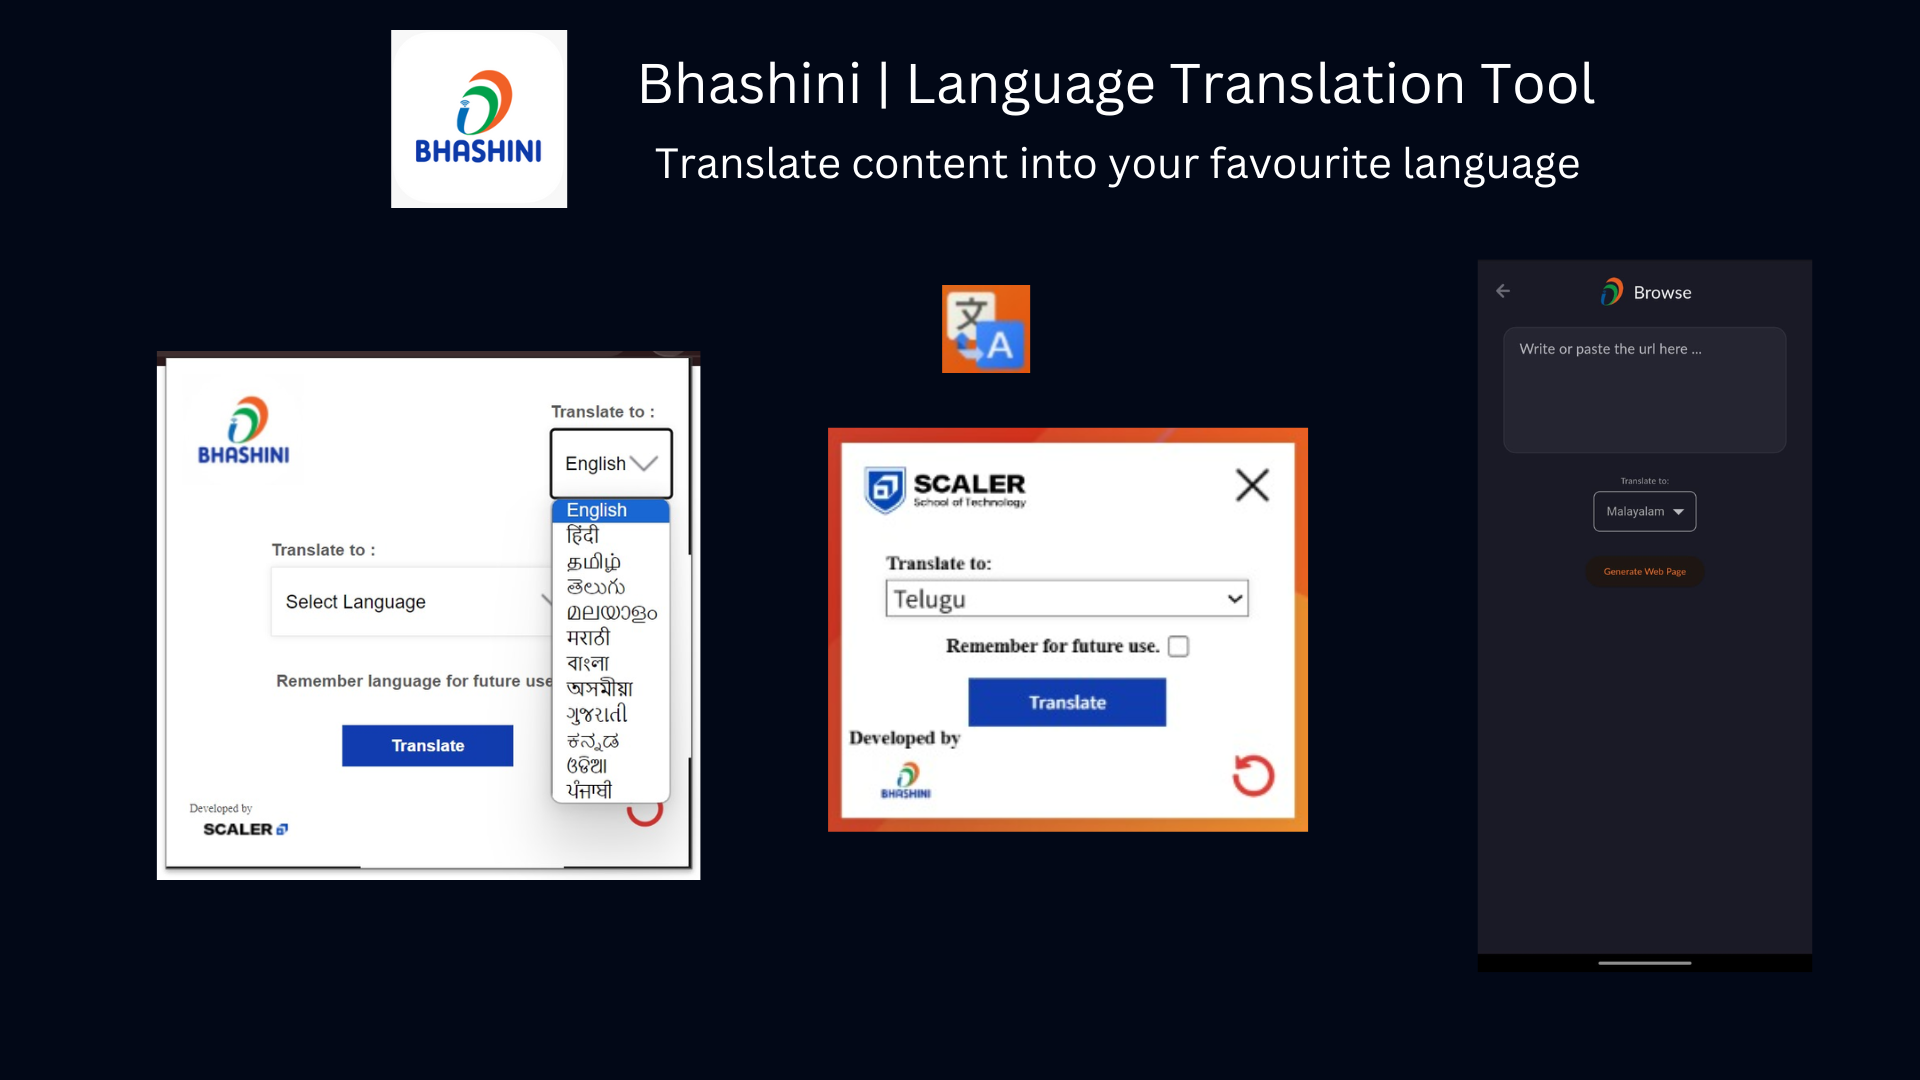 BHASHINI
Bhashini | Language Translation Tool
Translate content into your favourite language
BHASHINI
Translate to :
English
English
हिंदी
தமிழ்
తెలుగు
മലയാളം
मराठी
বাংলা
অসমীয়া
ગુજરાતી
ಕನ್ನಡ
ଓଡିଆ
ਪੰਜਾਬੀ
Translate to :
Select Language
Remember language for future use
Translate
Developed by
SCALER
文
A
SCALER
School of Technology
Translate to:
Telugu
Remember for future use.
Translate
Developed by
BHASHINI
Browse
Write or paste the url here ...
Translate to:
Malayalam
Generate Web Page